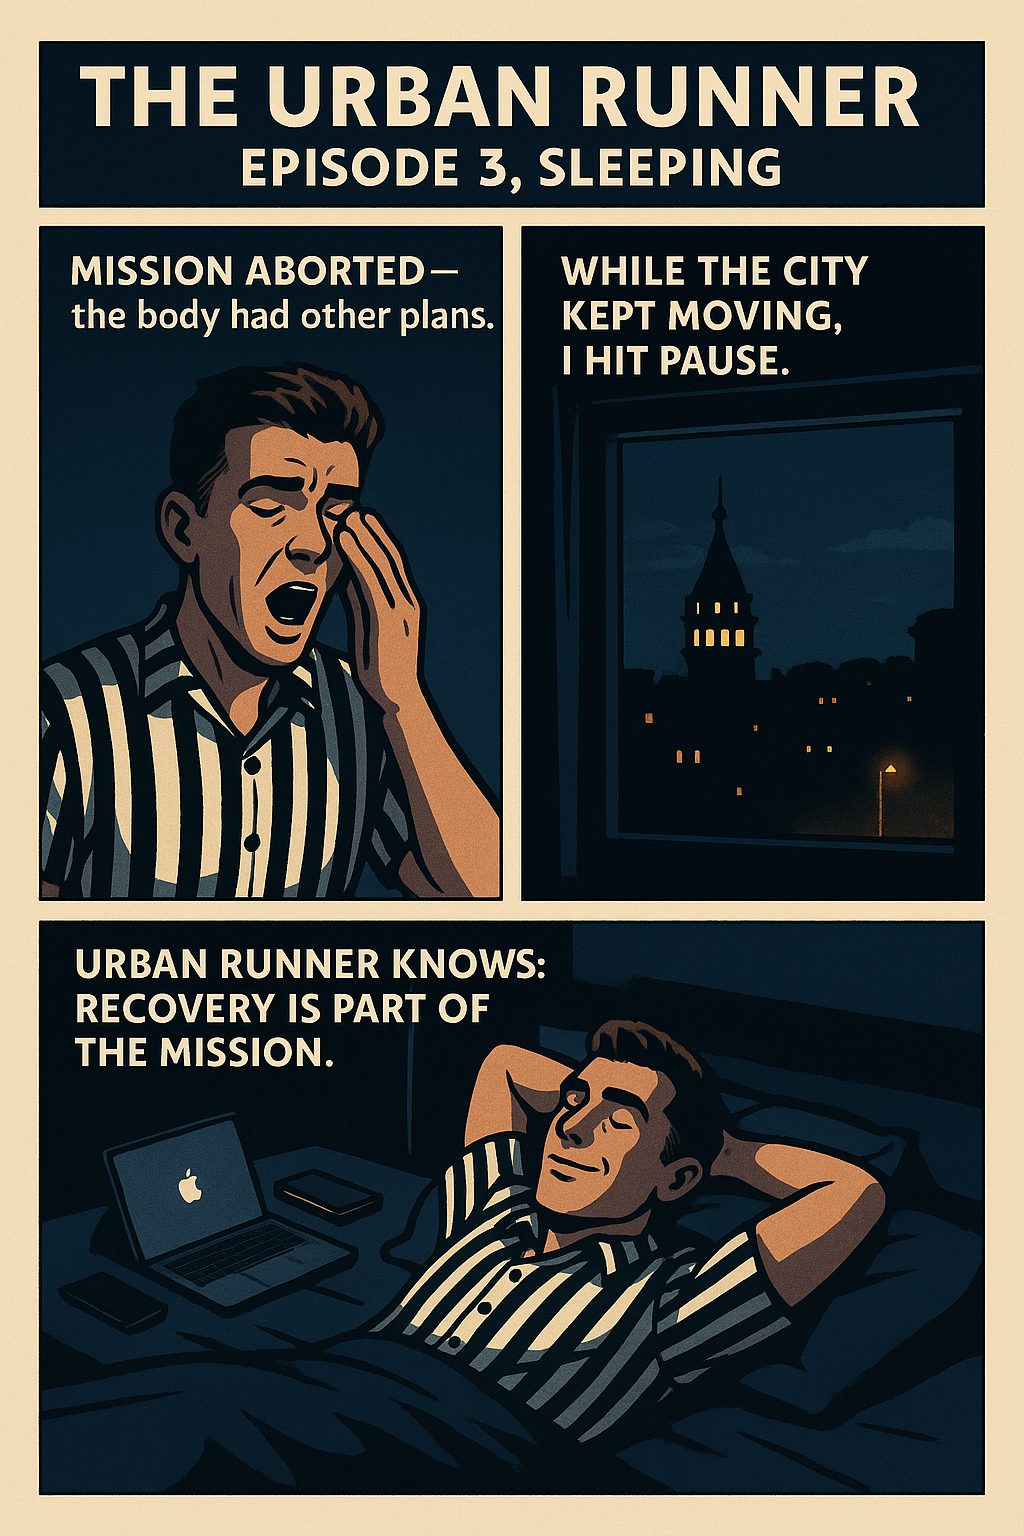 THE URBAN RUNNER
EPISODE 3, SLEEPING
MISSION ABORTED—
the body had other plans.
WHILE THE CITY
KEPT MOVING,
I HIT PAUSE.
URBAN RUNNER KNOWS:
RECOVERY IS PART OF
THE MISSION.